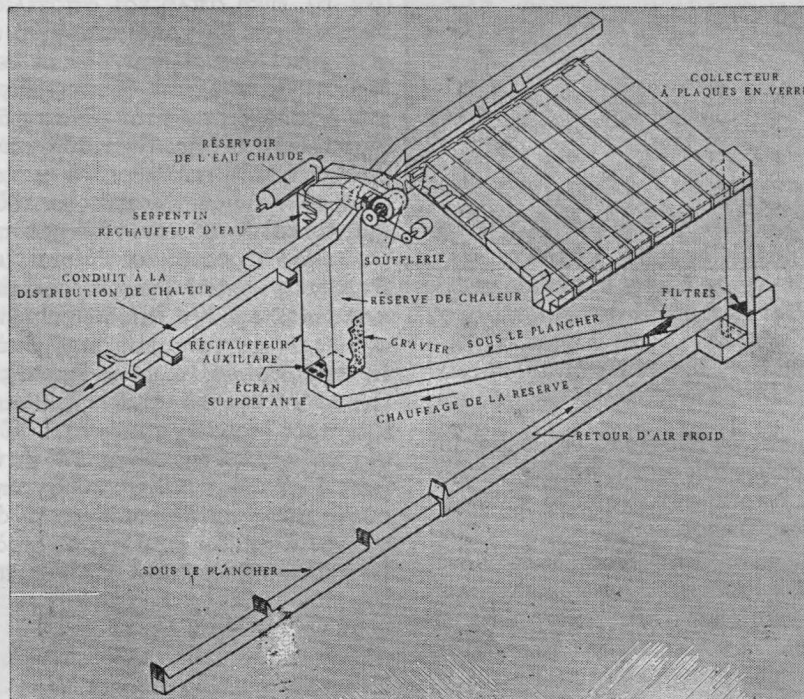 COLLECTEUR
À PLAQUES EN VERRE
RÉSERVOIR
DE L'EAU CHAUDE
SERPENTIN
RÉCHAUFFEUR D'EAU
SOUFFLERIE
CONDUIT À LA
DISTRIBUTION DE CHALEUR
RÉSERVE DE CHALEUR
FILTRES
SOUS LE PLANCHER
RÉCHAUFFEUR
AUXILIARE
GRAVIER
ÉCRAN
SUPPORTANTE
CHAUFFAGE DE LA RESERVE
RETOUR D'AIR FROID
SOUS LE PLANCHER